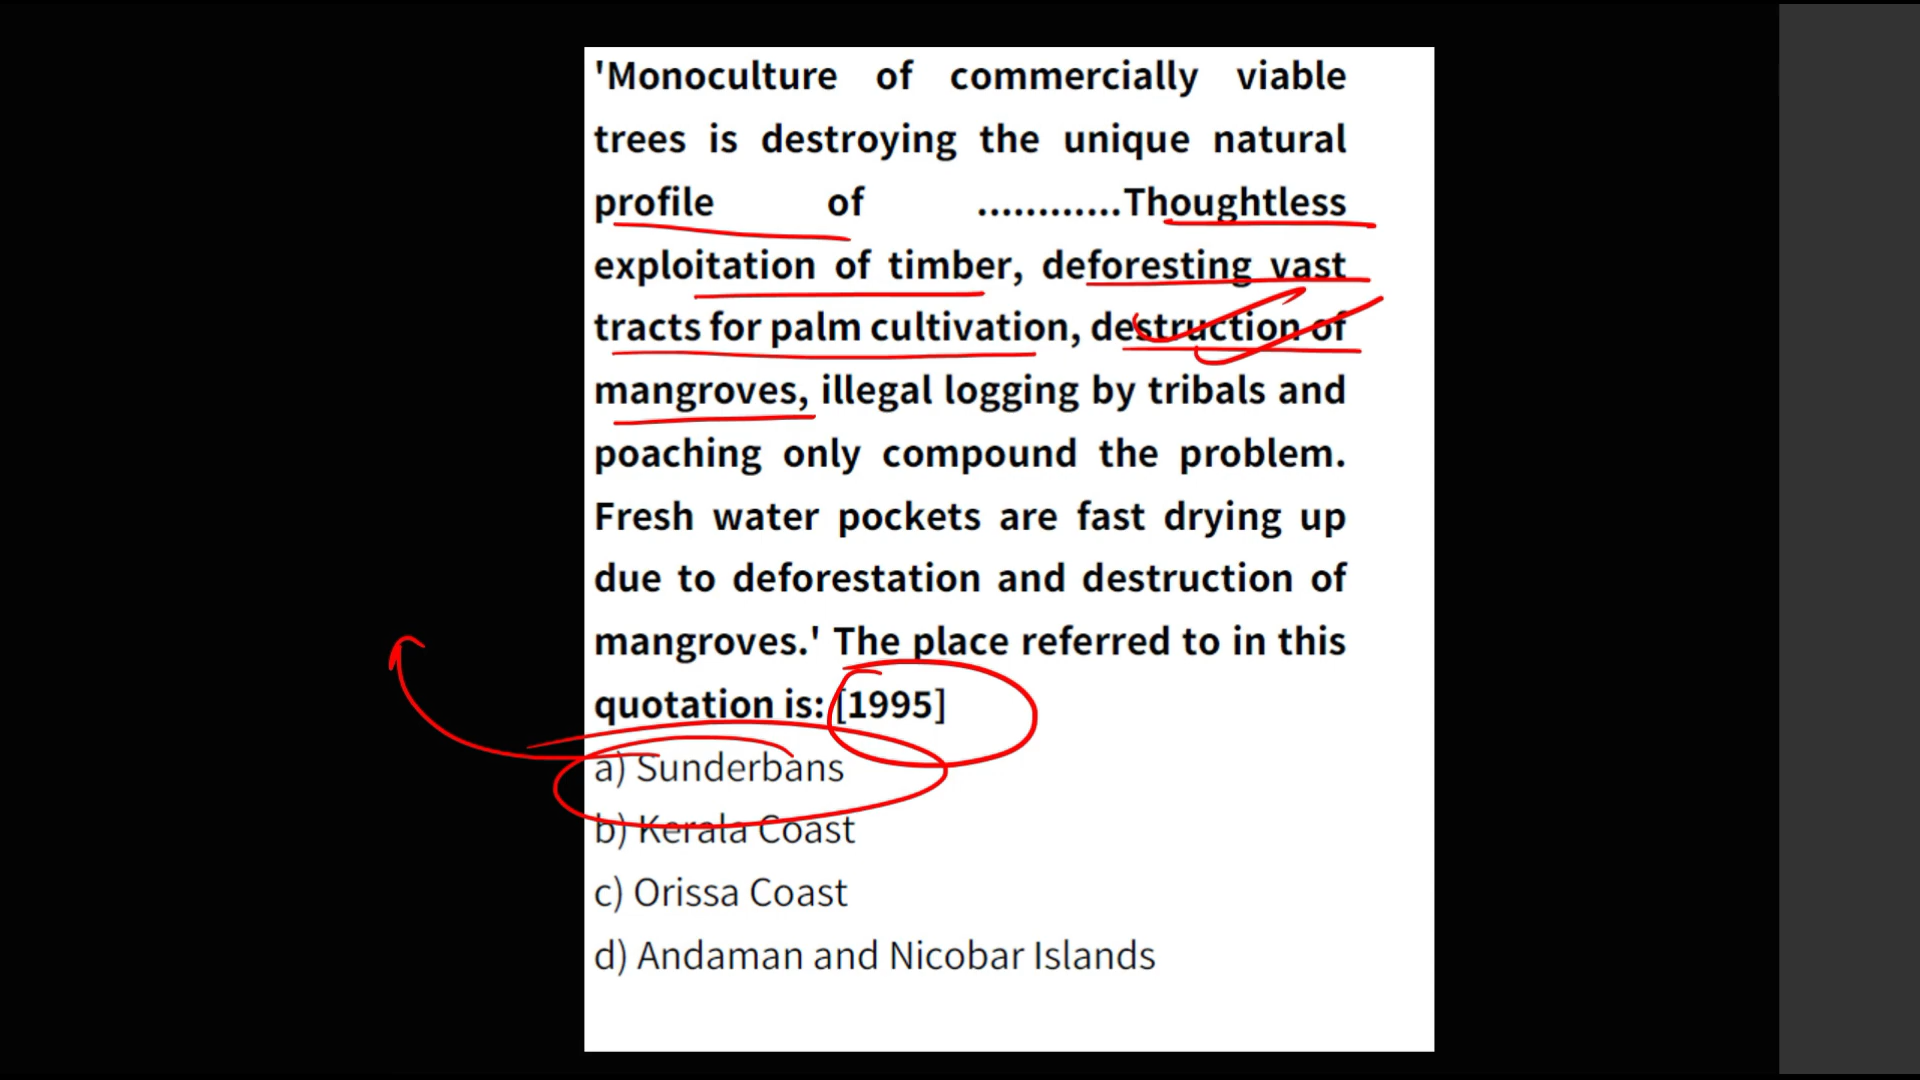 'Monoculture of commercially viable
trees is destroying the unique natural
profile of ............Thoughtless
exploitation of timber, deforesting vast
tracts for palm cultivation, destruction of
mangroves, illegal logging by tribals and
poaching only compound the problem.
Fresh water pockets are fast drying up
due to deforestation and destruction of
mangroves.' The place referred to in this
quotation is: [1995]
a) Sunderbans
b) Kerala Coast
c) Orissa Coast
d) Andaman and Nicobar Islands